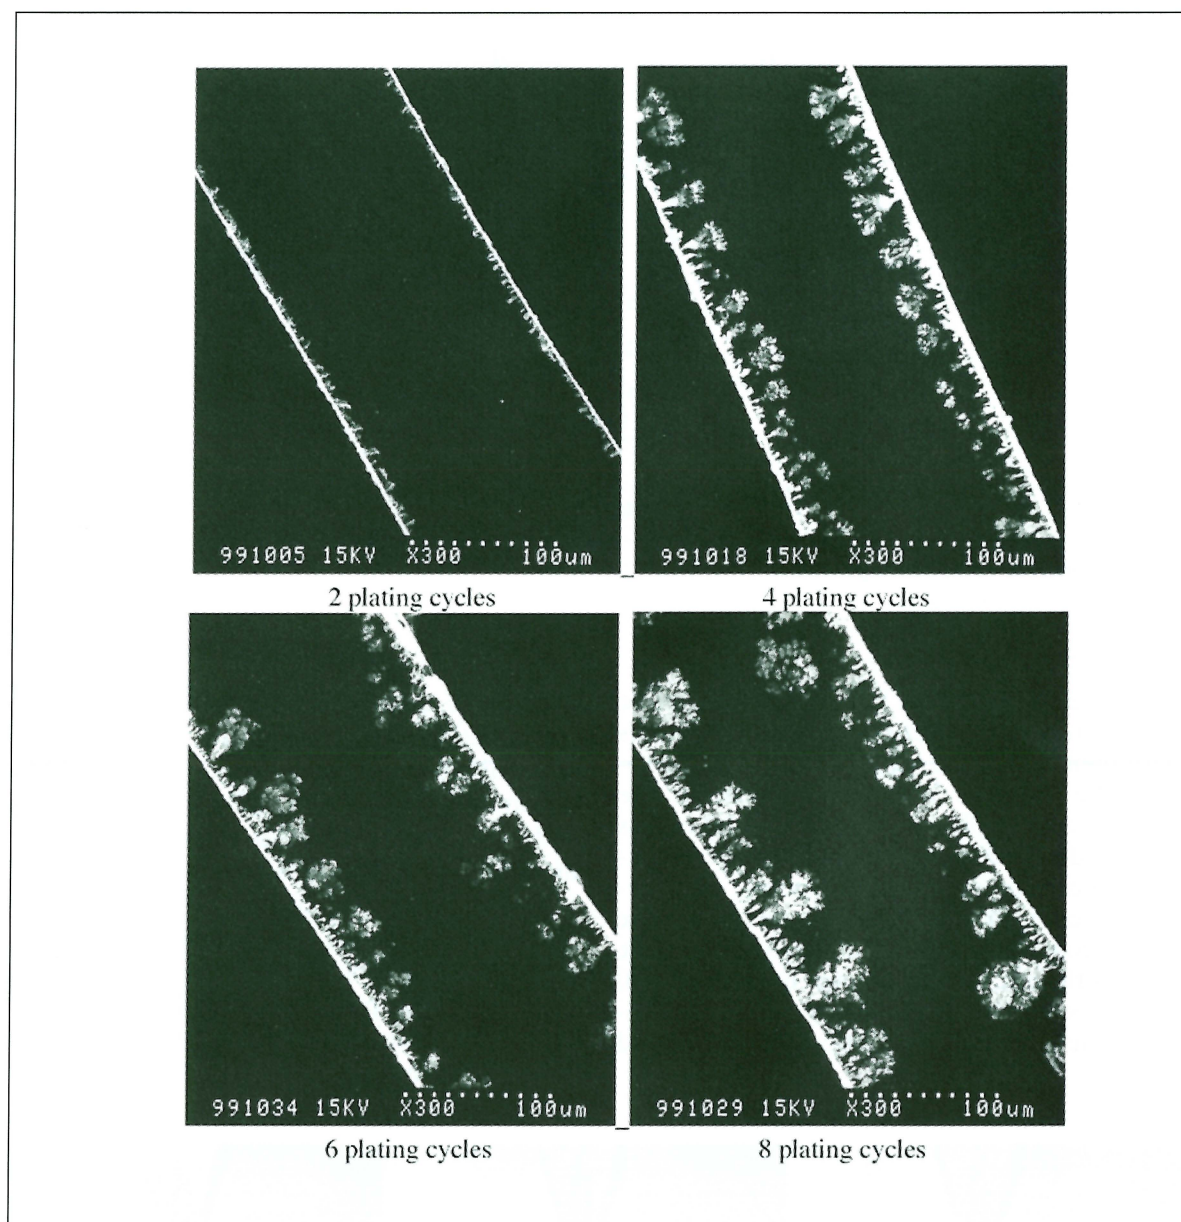 991005 15KV X300 100um
991018 15KV X300 100um
2 plating cycles
4 plating cycles
991034 15KV X300 100um
991029 15KV X300 100um
6 plating cycles
8 plating cycles